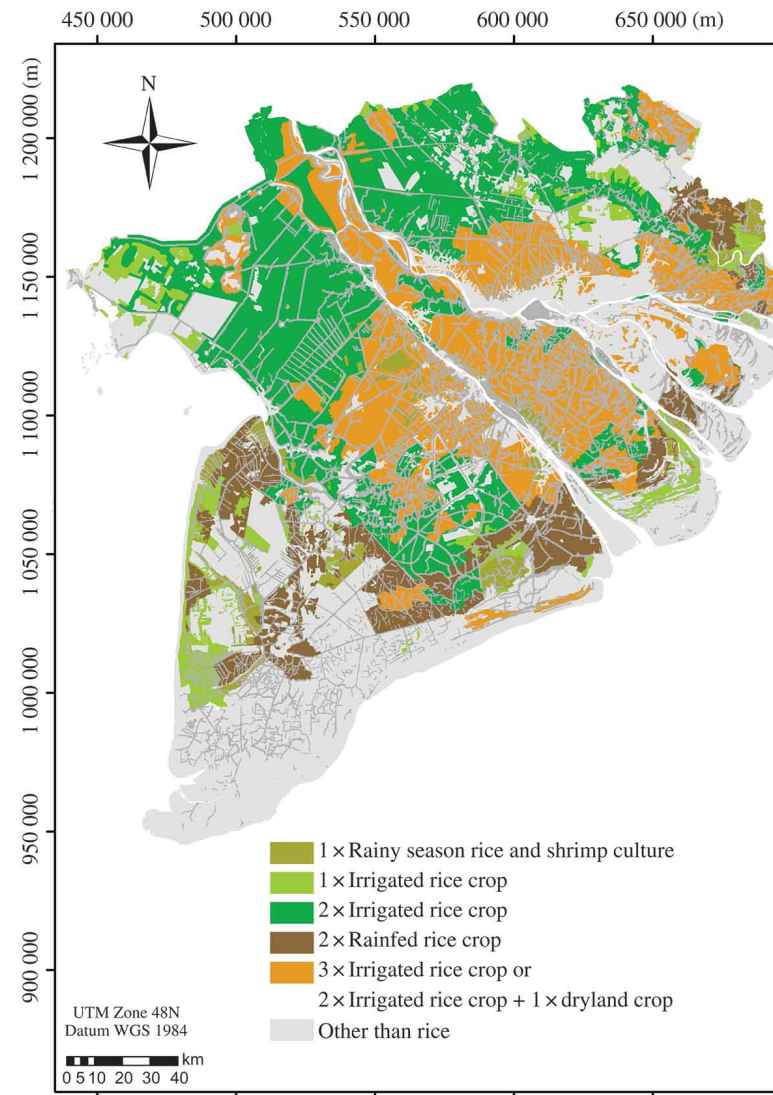 450 000 500 000 550 000 600 000 650 000 (m)
N
1 200 000 (m)
1 150 000
1 100 000
1 050 000
1 000 000
950 000
900 000
1 × Rainy season rice and shrimp culture
1 × Irrigated rice crop
2 × Irrigated rice crop
2 × Rainfed rice crop
3 × Irrigated rice crop or
2 × Irrigated rice crop + 1 × dryland crop
Other than rice
UTM Zone 48N
Datum WGS 1984
km
0 5 10 20 30 40